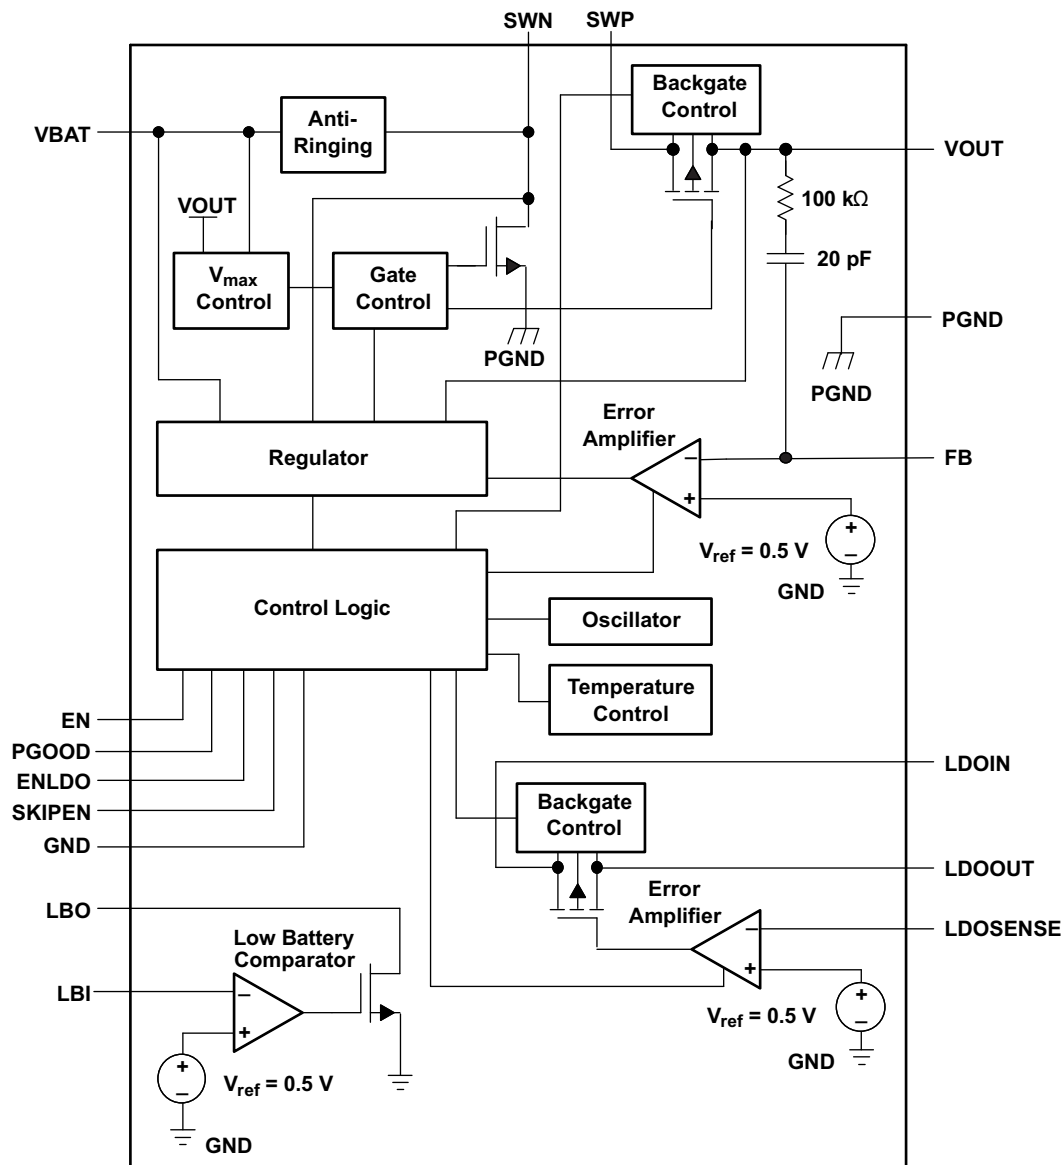 SWN
SWP
Backgate
Control
VBAT
Anti-
Ringing
VOUT
VOUT
100 kΩ
20 pF
Vmax
Control
Gate
Control
PGND
PGND
PGND
Error
Amplifier
Regulator
−
+
FB
+
−
Vref = 0.5 V
GND
Control Logic
Oscillator
Temperature
Control
EN
PGOOD
ENLDO
SKIPEN
GND
LDOIN
Backgate
Control
LDOOUT
Error
Amplifier
LDOSENSE
−
+
+
−
Vref = 0.5 V
GND
LBO
Low Battery
Comparator
LBI
−
+
+
−
Vref = 0.5 V
GND